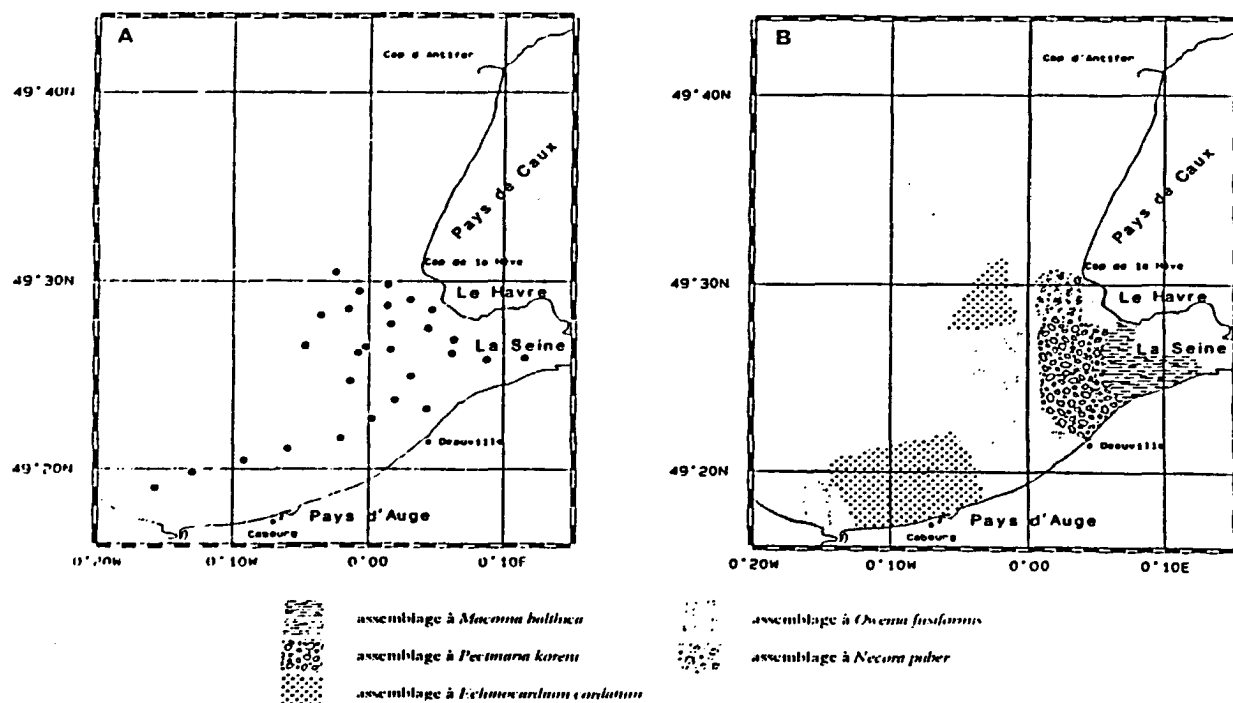 A
Cap d'Antifer
49°40N
Pays de Caux
49°30N
Cap de la Hève
Le Havre
La Seine
Deauville
49°20N
Pays d'Auge
Cabourg
0°20W 0°10W 0°00 0°10E
B
Cap d'Antifer
49°40N
Pays de Caux
Cap de la Hève
49°30N
Le Havre
La Seine
Deauville
49°20N
Pays d'Auge
Cabourg
0°20W 0°10W 0°00 0°10E
assemblage à Macoma balthica
assemblage à Pectinaria koreni
assemblage à Echinocardium cordatum
assemblage à Owenia fusiformis
assemblage à Necora puber